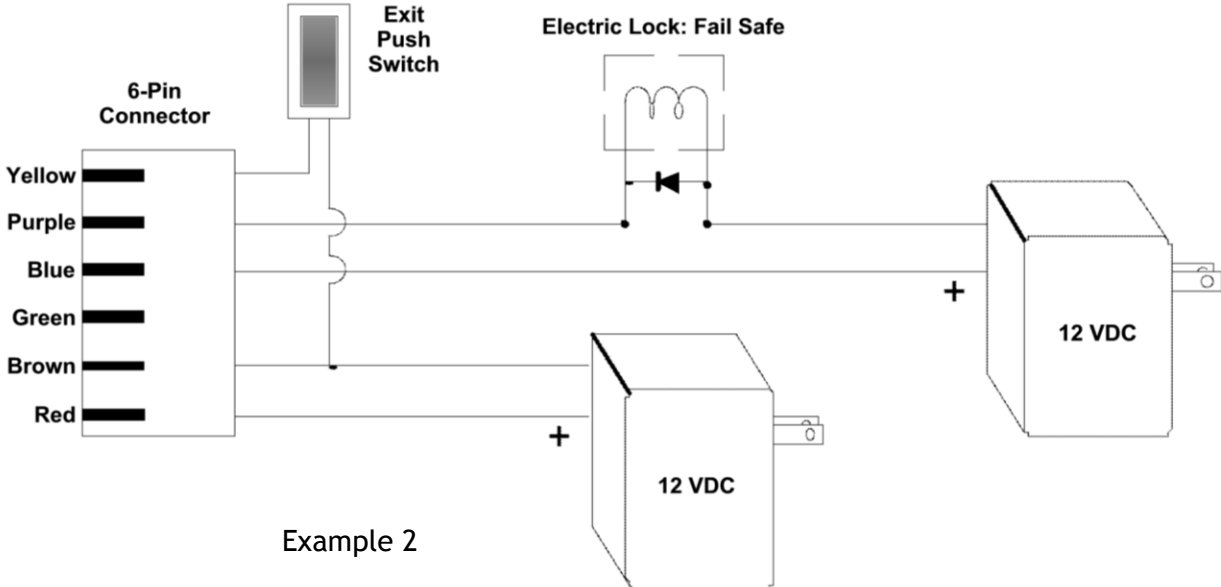 Exit
Push
Switch
Electric Lock: Fail Safe
6-Pin
Connector
Yellow
Purple
Blue
Green
Brown
Red
+
12 VDC
+
12 VDC
Example 2